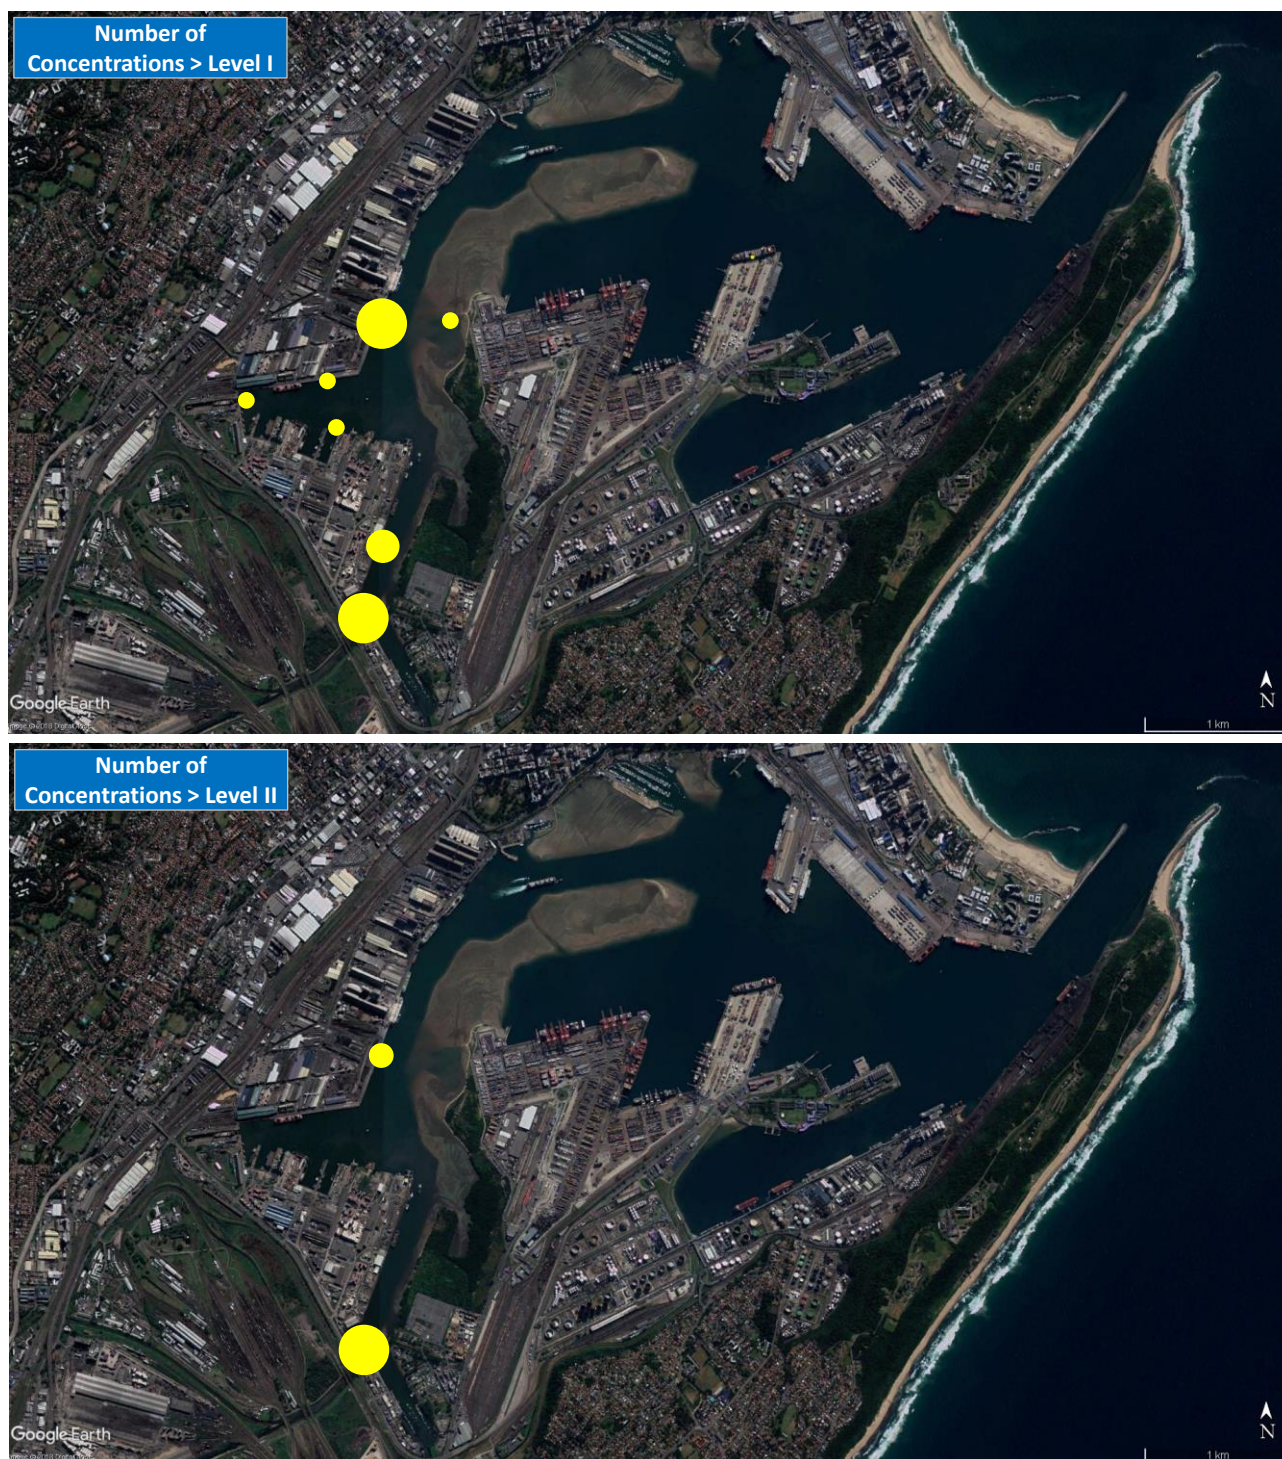 Number of
Concentrations > Level I
Google Earth
N
1 km
Number of
Concentrations > Level II
Google Earth
N
1 km